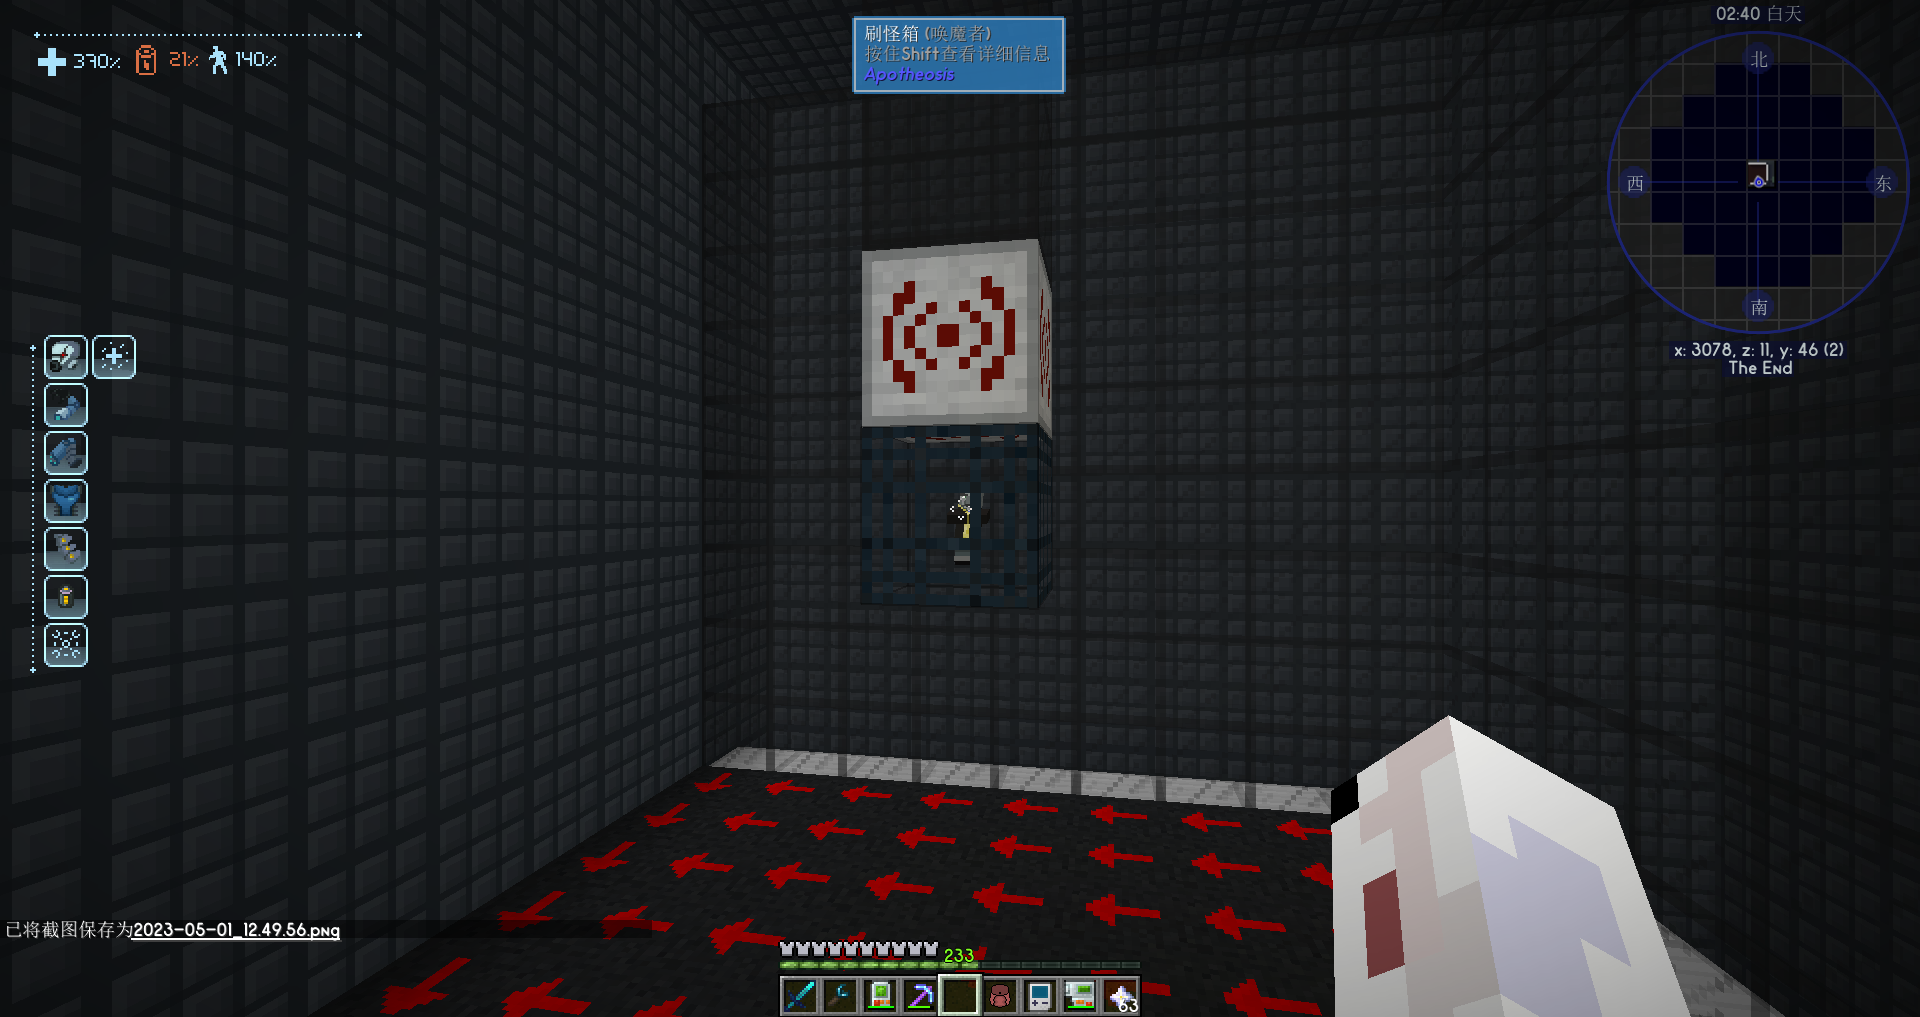 370%
21%
140%
刷怪箱 (唤魔者)
按住Shift查看详细信息
Apotheosis
02:40 白天
北
西
东
南
x: 3078, z: 11, y: 46 (2)
The End
已将截图保存为2023-05-01_12.49.56.png
233
63